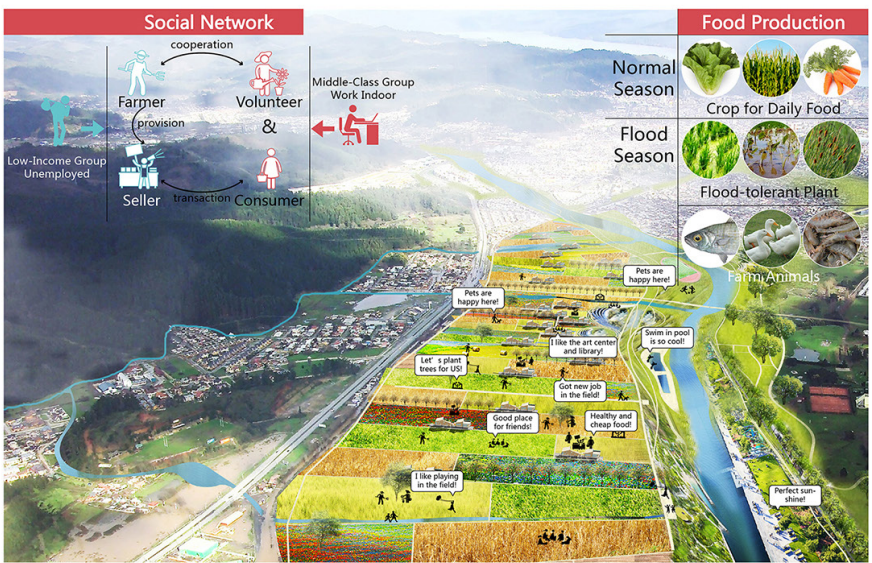 Social Network
cooperation
Farmer
Volunteer
provision
&
Seller
transaction
Consumer
Low-Income Group
Unemployed
Middle-Class Group
Work Indoor
Food Production
Normal
Season
Crop for Daily Food
Flood
Season
Flood-tolerant Plant
Farm Animals
Pets are
happy here!
Pets are
happy here!
I like the art center
and library!
Swim in pool
is so cool!
Let's plant
trees for US!
Got new job
in the field!
Good place
for friends!
Healthy and
cheap food!
I like playing
in the field!
Perfect sun-
shine!